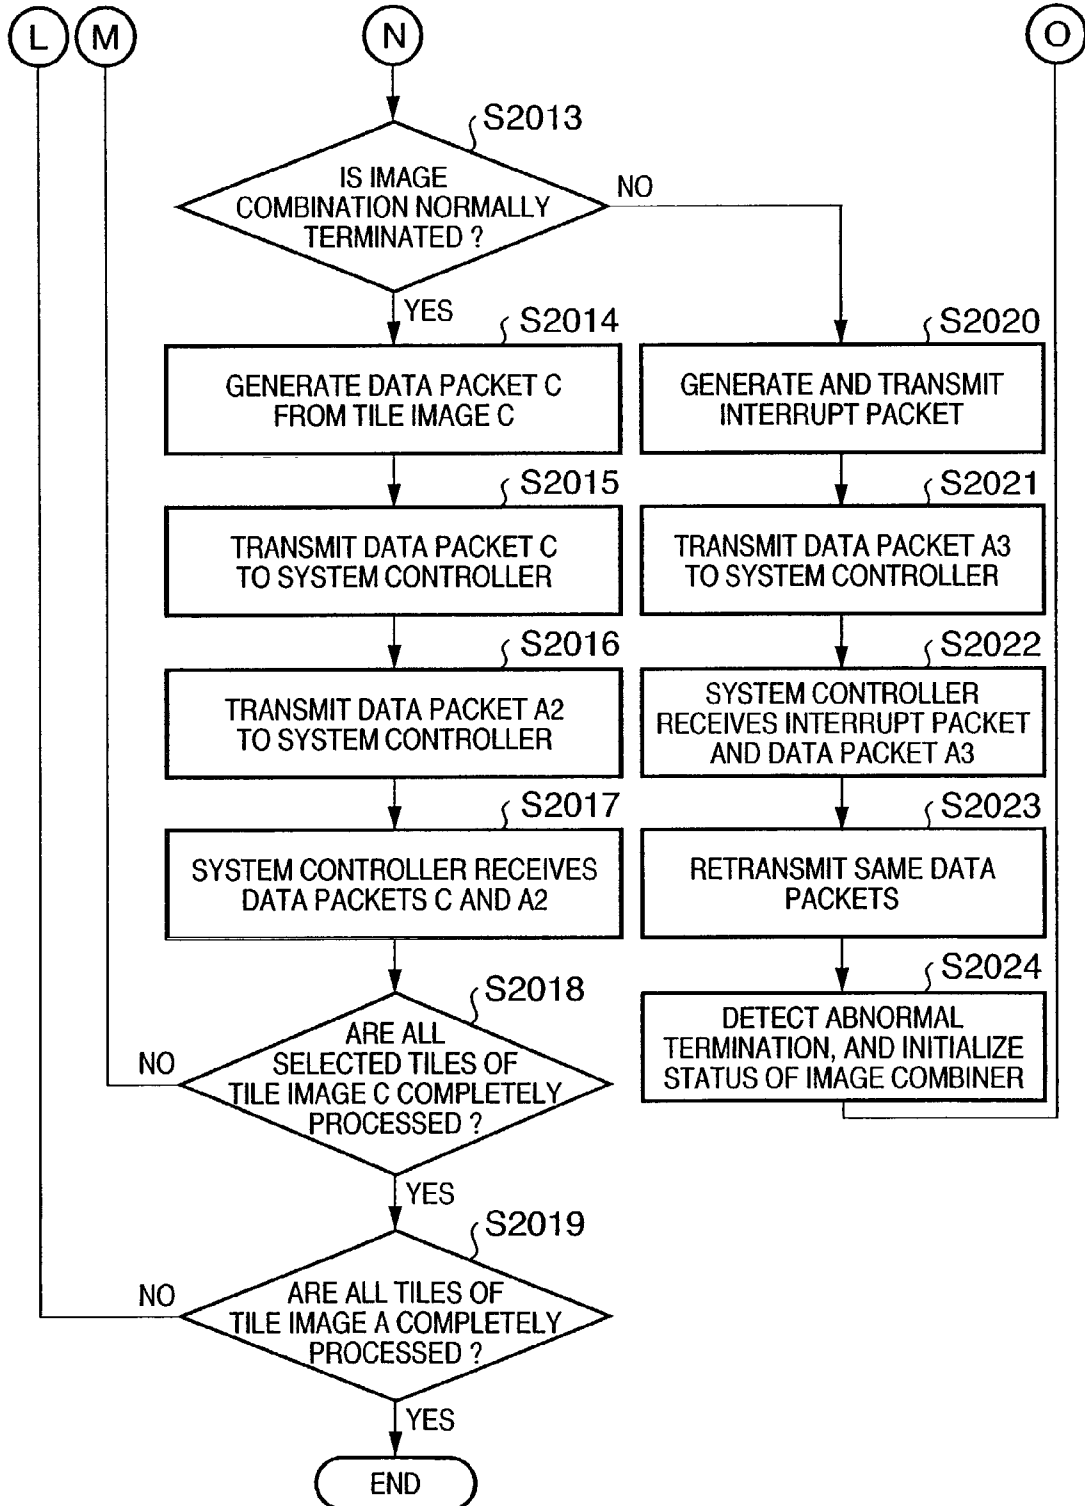 L
M
N
O
S2013
IS IMAGE
COMBINATION NORMALLY
TERMINATED ?
NO
YES
S2014
GENERATE DATA PACKET C
FROM TILE IMAGE C
S2015
TRANSMIT DATA PACKET C
TO SYSTEM CONTROLLER
S2016
TRANSMIT DATA PACKET A2
TO SYSTEM CONTROLLER
S2017
SYSTEM CONTROLLER RECEIVES
DATA PACKETS C AND A2
S2018
ARE ALL
SELECTED TILES OF
TILE IMAGE C COMPLETELY
PROCESSED ?
NO
YES
S2019
ARE ALL TILES OF
TILE IMAGE A COMPLETELY
PROCESSED ?
NO
YES
END
S2020
GENERATE AND TRANSMIT
INTERRUPT PACKET
S2021
TRANSMIT DATA PACKET A3
TO SYSTEM CONTROLLER
S2022
SYSTEM CONTROLLER
RECEIVES INTERRUPT PACKET
AND DATA PACKET A3
S2023
RETRANSMIT SAME DATA
PACKETS
S2024
DETECT ABNORMAL
TERMINATION, AND INITIALIZE
STATUS OF IMAGE COMBINER